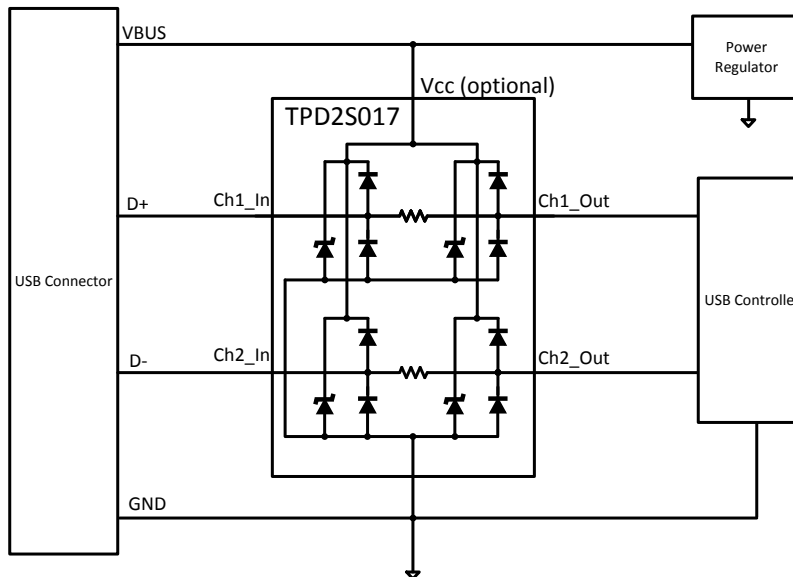 VBUS
Power
Regulator
Vcc (optional)
TPD2S017
D+
Ch1_In
Ch1_Out
USB Connector
USB Controlle
D-
Ch2_In
Ch2_Out
GND